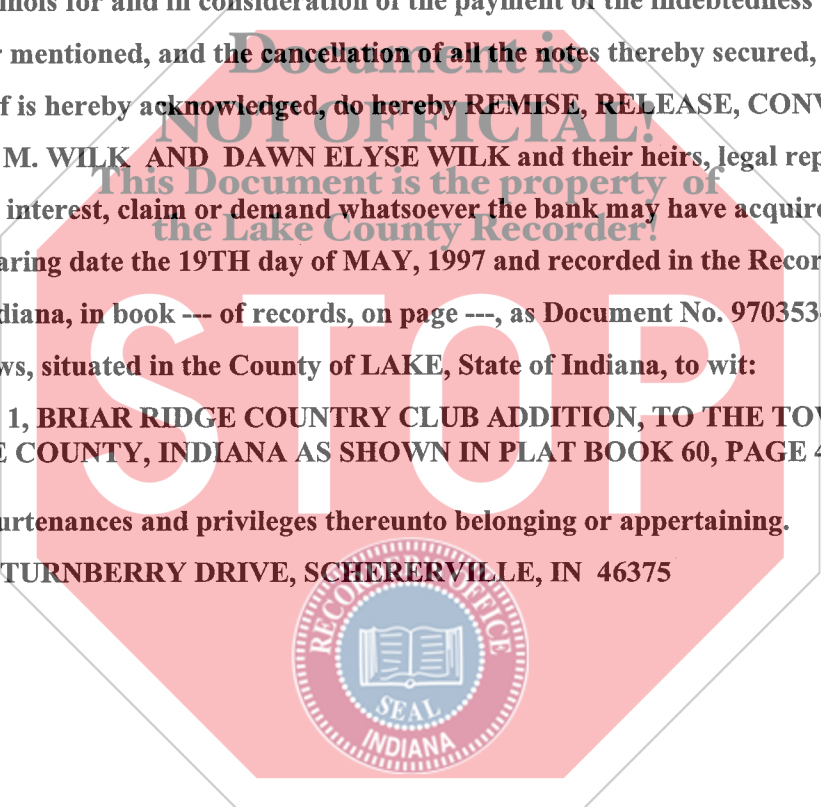 inois for and in consideration of the payment of the indebtedness
r mentioned, and the cancellation of all the notes thereby secured,
f is hereby acknowledged, do hereby REMISE, RELEASE, CONV
M. WILK AND DAWN ELYSE WILK and their heirs, legal rep
interest, claim or demand whatsoever the bank may have acquire
aring date the 19TH day of MAY, 1997 and recorded in the Recor
diana, in book --- of records, on page ---, as Document No. 970353
ws, situated in the County of LAKE, State of Indiana, to wit:
1, BRIAR RIDGE COUNTRY CLUB ADDITION, TO THE TOV
E COUNTY, INDIANA AS SHOWN IN PLAT BOOK 60, PAGE 4
urtenances and privileges thereunto belonging or appertaining.
TURNBERRY DRIVE, SCHERERVILLE, IN 46375
Document is
NOT OFFICIAL!
This Document is the property of
the Lake County Recorder!
STOP
RECORDER'S OFFICE
SEAL
INDIANA